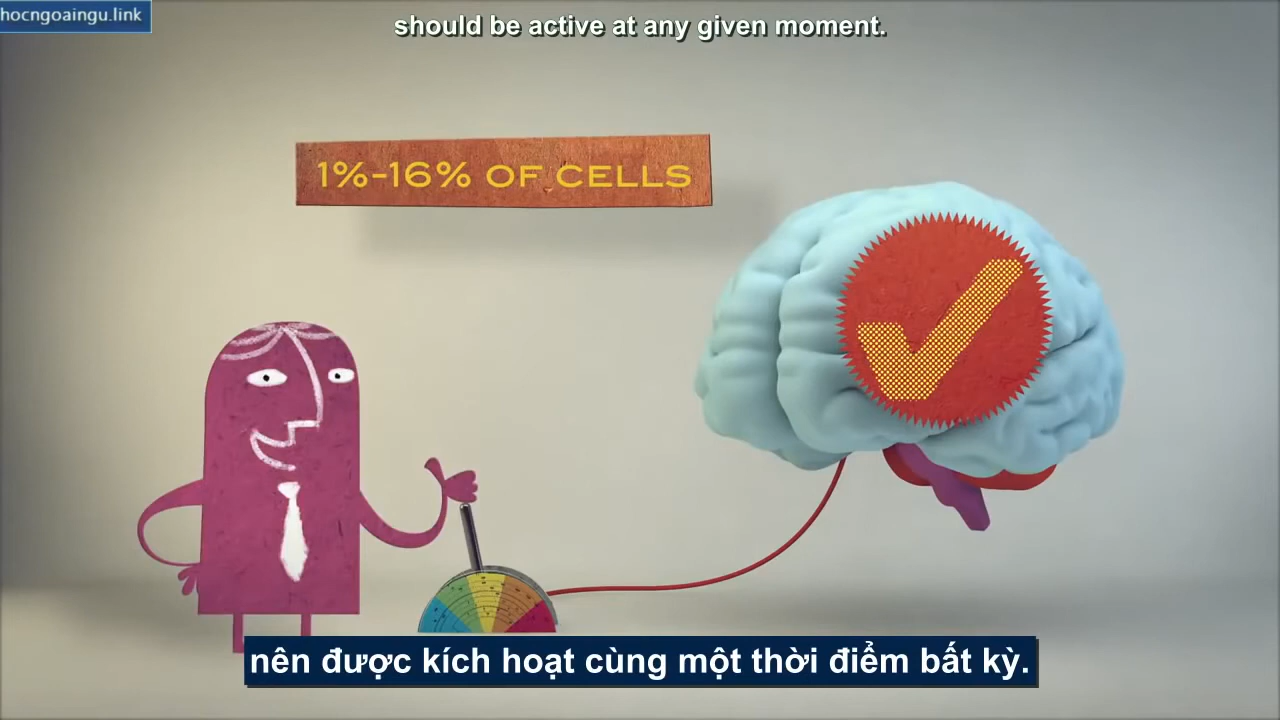 hocngoaingu.link
should be active at any given moment.
1%-16% OF CELLS
nên được kích hoạt cùng một thời điểm bất kỳ.